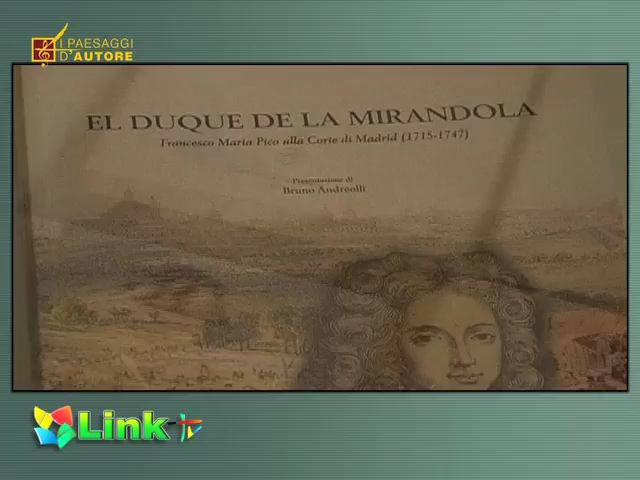 I PAESAGGI
D'AUTORE
EL DUQUE DE LA MIRANDOLA
Francesco Maria Pico alla Corte di Madrid (1715-1747)
Presentazione di
Bruno Andreolli
Link tv